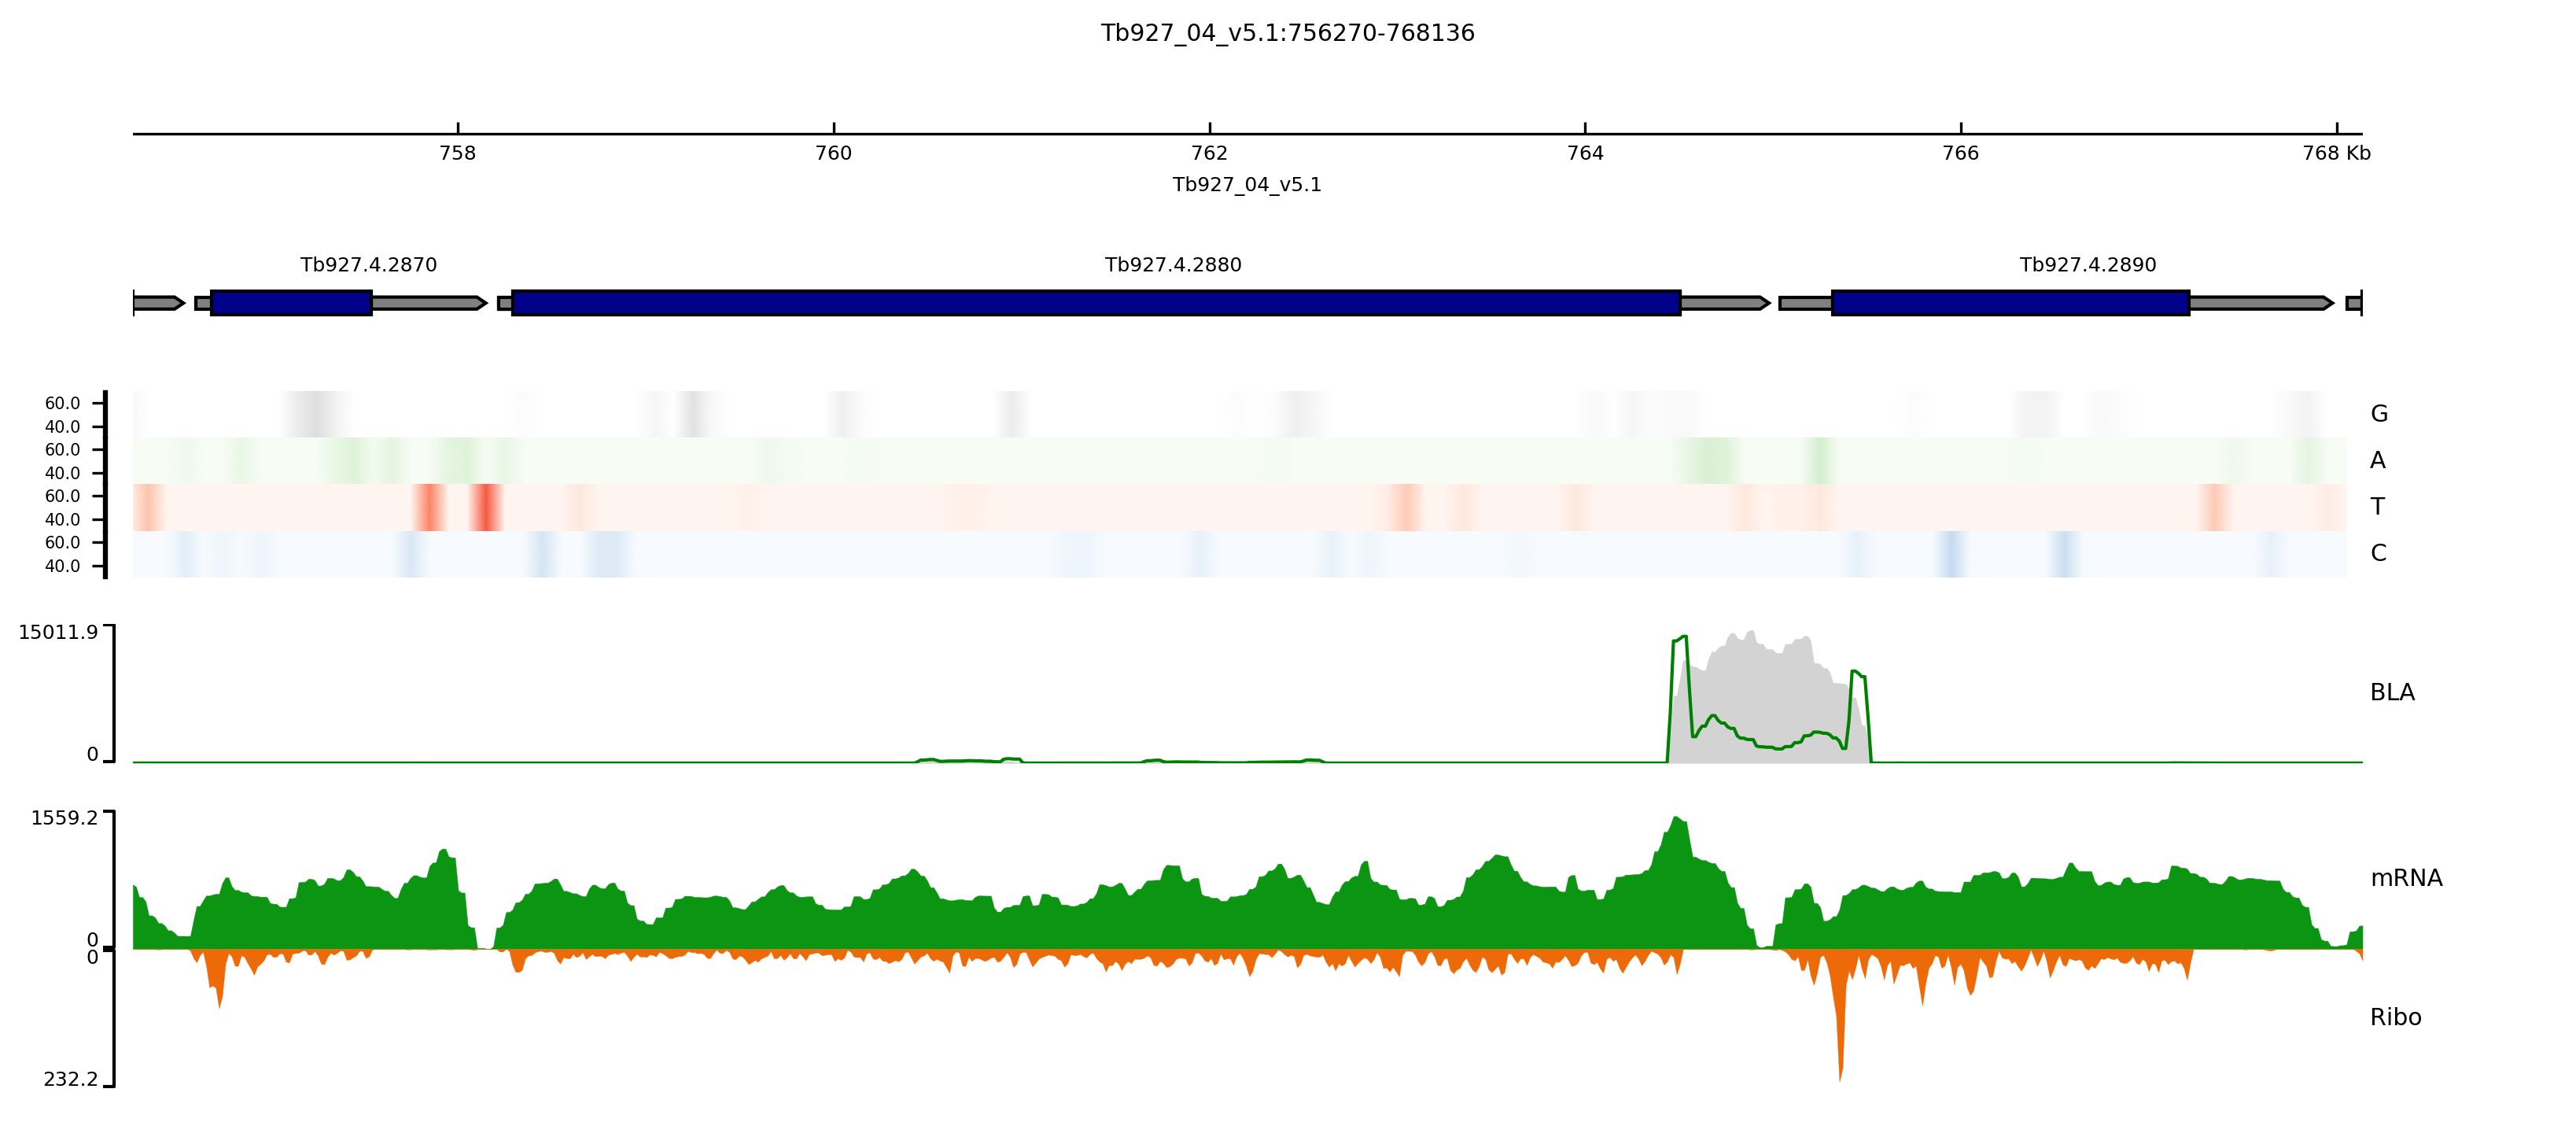 Tb927_04_v5.1:756270-768136
758 760 762 764 766 768 Kb
Tb927_04_v5.1
Tb927.4.2870 Tb927.4.2880 Tb927.4.2890
60.0
40.0
G
60.0
40.0
A
60.0
40.0
T
60.0
40.0
C
15011.9
0
BLA
1559.2
0
mRNA
0
232.2
Ribo